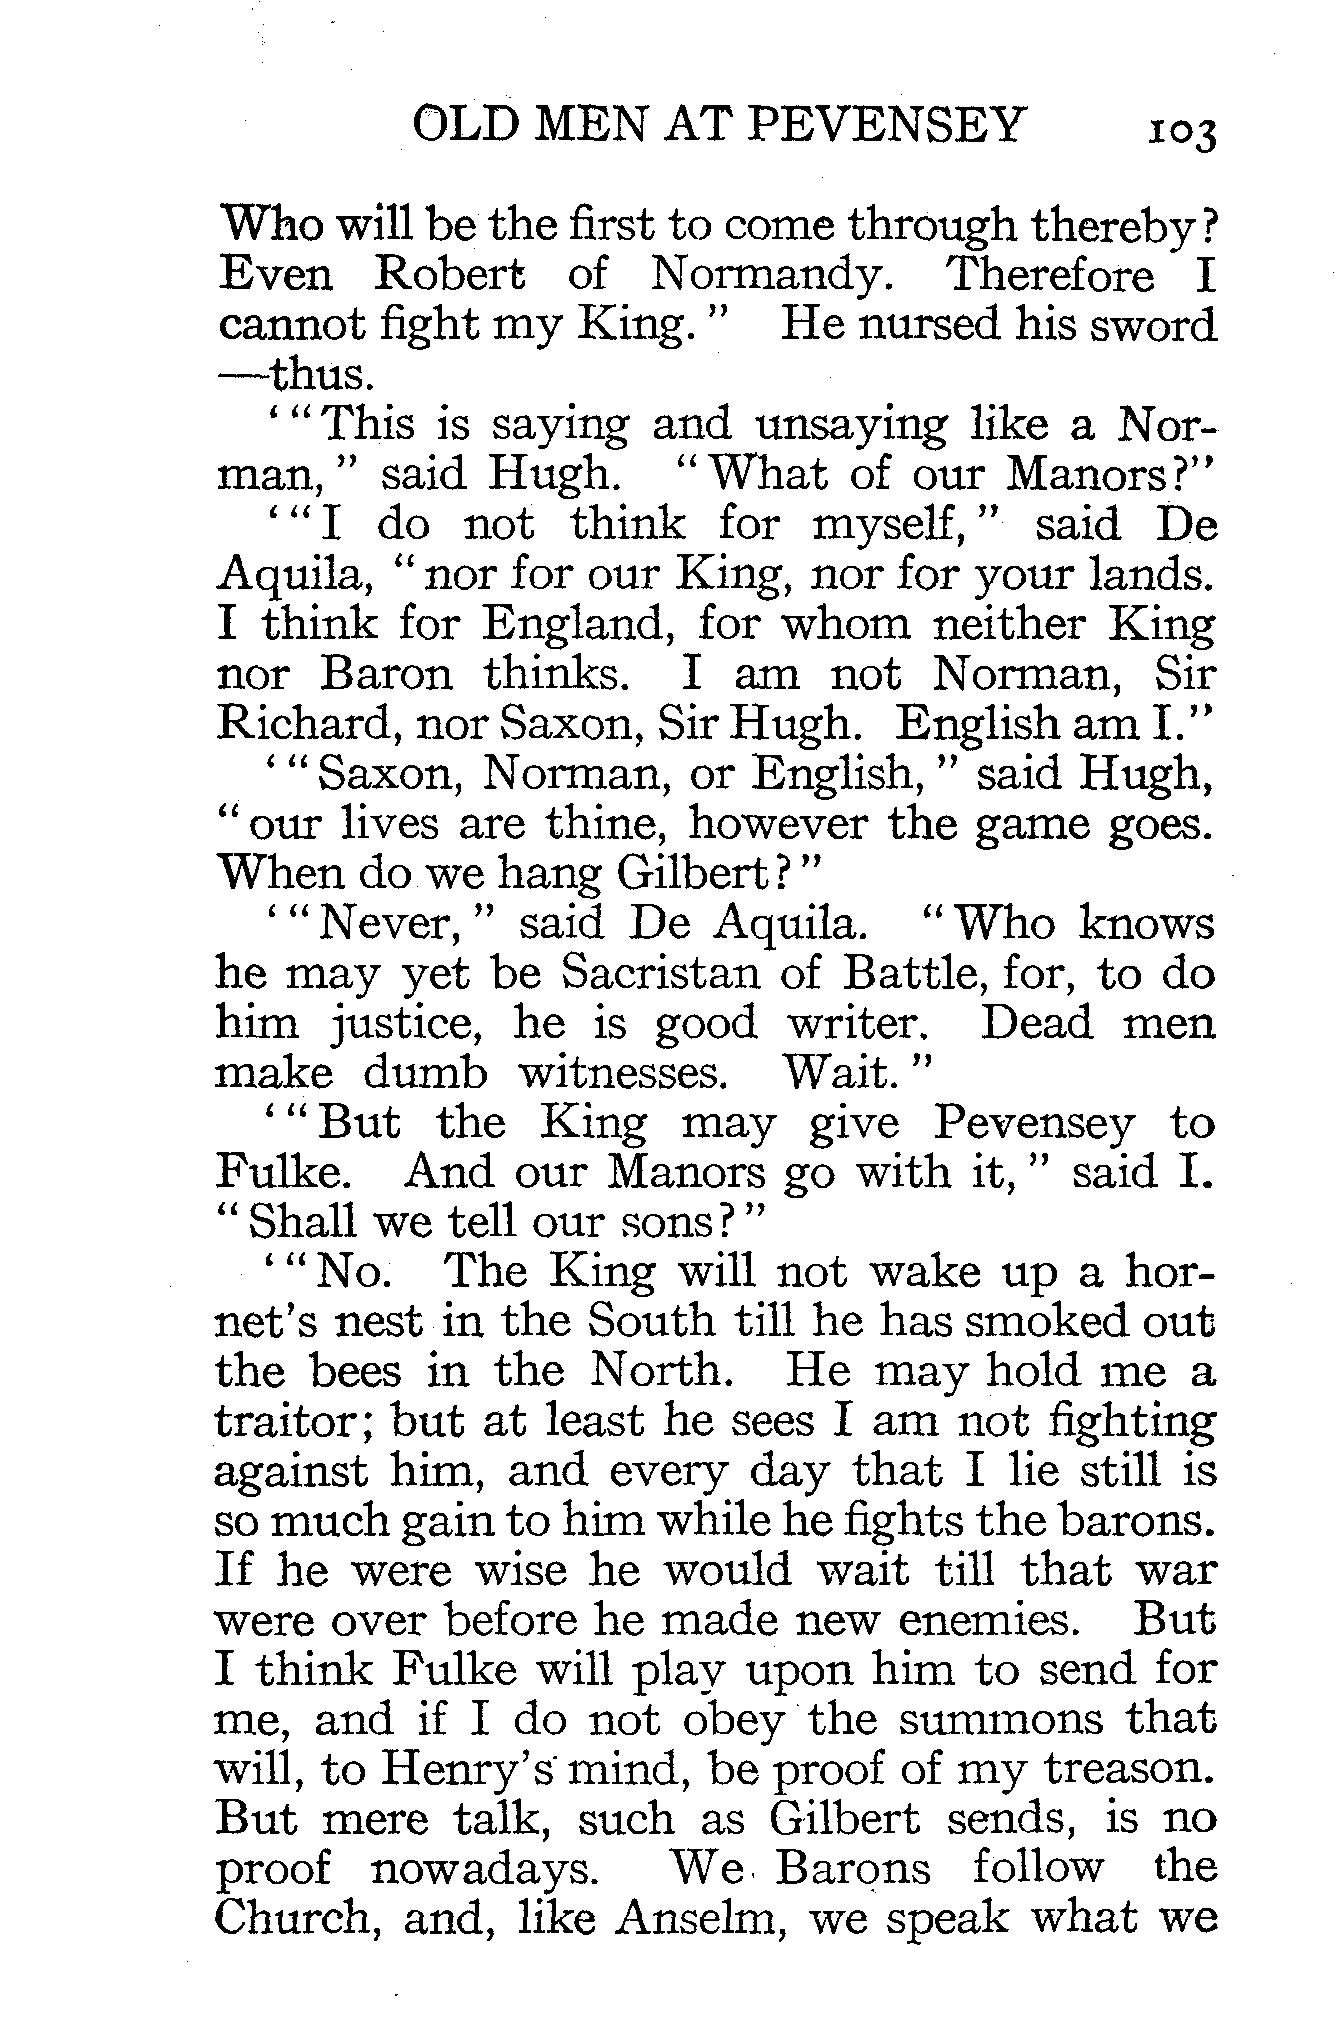 OLD MEN AT PEVENSEY 103
Who will be the first to come through thereby?
Even Robert of Normandy. Therefore I
cannot fight my King." He nursed his sword
—thus.
‘“This is saying and unsaying like a Nor-
man,” said Hugh. “What of our Manors?”
‘“I do not think for myself,” said De
Aquila, “nor for our King, nor for your lands.
I think for England, for whom neither King
nor Baron thinks. I am not Norman, Sir
Richard, nor Saxon, Sir Hugh. English am I.”
‘“Saxon, Norman, or English,” said Hugh,
“our lives are thine, however the game goes.
When do we hang Gilbert?”
‘“Never,” said De Aquila. “Who knows
he may yet be Sacristan of Battle, for, to do
him justice, he is good writer. Dead men
make dumb witnesses. Wait.”
‘“But the King may give Pevensey to
Fulke. And our Manors go with it,” said I.
“Shall we tell our sons?”
‘“No. The King will not wake up a hor-
net's nest in the South till he has smoked out
the bees in the North. He may hold me a
traitor; but at least he sees I am not fighting
against him, and every day that I lie still is
so much gain to him while he fights the barons.
If he were wise he would wait till that war
were over before he made new enemies. But
I think Fulke will play upon him to send for
me, and if I do not obey the summons that
will, to Henry's mind, be proof of my treason.
But mere talk, such as Gilbert sends, is no
proof nowadays. We Barons follow the
Church, and, like Anselm, we speak what we